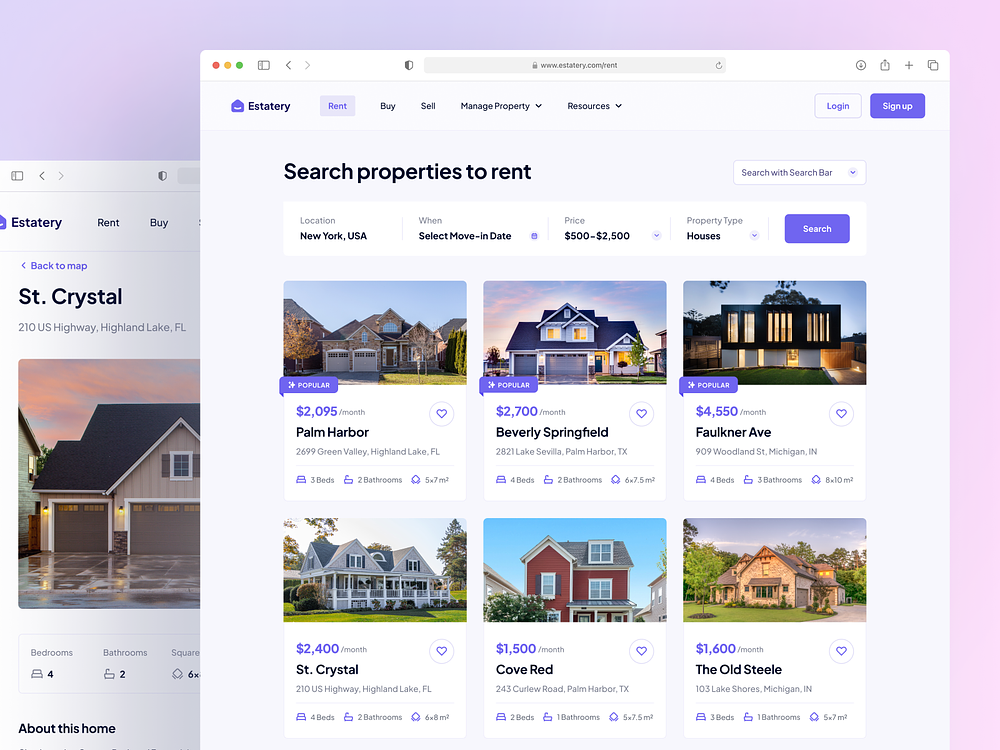 www.estatery.com/rent
Estatery
Rent
Buy
Sell
Manage Property
Resources
Login
Sign up
Search properties to rent
Search with Search Bar
Location
New York, USA
When
Select Move-in Date
Price
$500–$2,500
Property Type
Houses
Search
POPULAR
$2,095 /month
Palm Harbor
2699 Green Valley, Highland Lake, FL
3 Beds 2 Bathrooms 5x7 m²
POPULAR
$2,700 /month
Beverly Springfield
2821 Lake Sevilla, Palm Harbor, TX
4 Beds 2 Bathrooms 6x7.5 m²
POPULAR
$4,550 /month
Faulkner Ave
909 Woodland St, Michigan, IN
4 Beds 3 Bathrooms 8x10 m²
$2,400 /month
St. Crystal
210 US Highway, Highland Lake, FL
4 Beds 2 Bathrooms 6x8 m²
$1,500 /month
Cove Red
243 Curlew Road, Palm Harbor, TX
2 Beds 1 Bathrooms 5x7.5 m²
$1,600 /month
The Old Steele
103 Lake Shores, Michigan, IN
3 Beds 1 Bathrooms 5x7 m²
Estatery
Rent
Buy
Back to map
St. Crystal
210 US Highway, Highland Lake, FL
Bedrooms
4
Bathrooms
2
Square
About this home